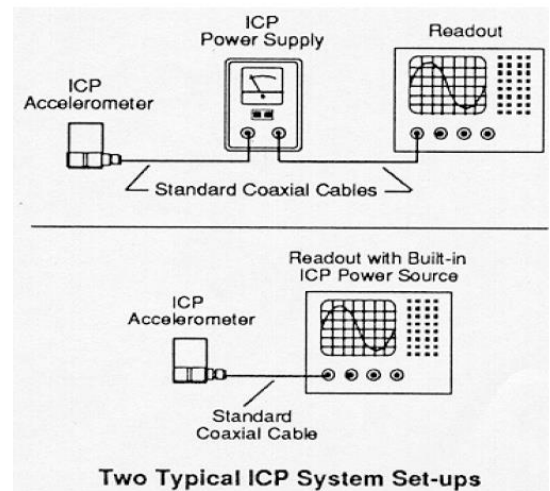 ICP
Power Supply
Readout
ICP
Accelerometer
Standard Coaxial Cables
Readout with Built-in
ICP Power Source
ICP
Accelerometer
Standard
Coaxial Cable
Two Typical ICP System Set-ups